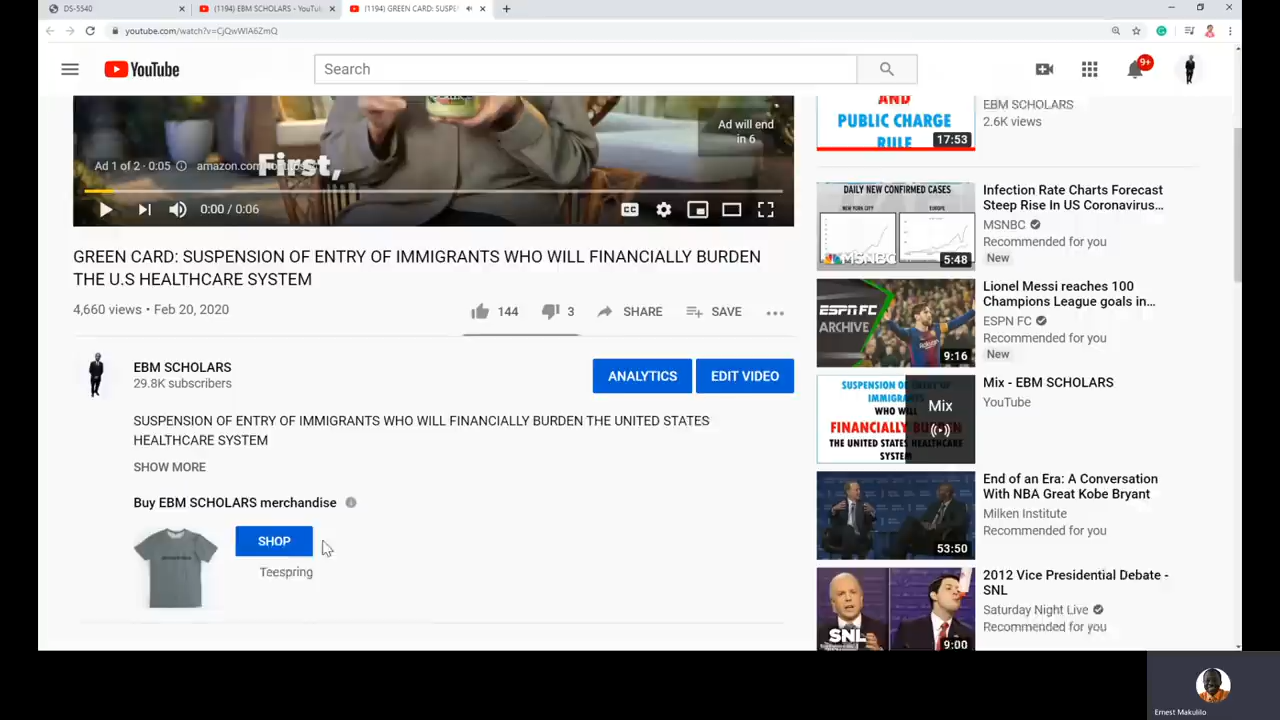 DS-5540
(1194) EBM SCHOLARS - YouTu
(1194) GREEN CARD: SUSPE
youtube.com/watch?v=CjQwWIA6ZmQ
YouTube
Search
9+
Ad will end
in 6
Ad 1 of 2 · 0:05
amazon.com
First,
0:00 / 0:06
CC
GREEN CARD: SUSPENSION OF ENTRY OF IMMIGRANTS WHO WILL FINANCIALLY BURDEN
THE U.S HEALTHCARE SYSTEM
4,660 views • Feb 20, 2020
144
3
SHARE
SAVE
EBM SCHOLARS
29.8K subscribers
ANALYTICS
EDIT VIDEO
SUSPENSION OF ENTRY OF IMMIGRANTS WHO WILL FINANCIALLY BURDEN THE UNITED STATES
HEALTHCARE SYSTEM
SHOW MORE
Buy EBM SCHOLARS merchandise
SHOP
Teespring
AND
PUBLIC CHARGE
RULE
17:53
EBM SCHOLARS
2.6K views
DAILY NEW CONFIRMED CASES
NEW YORK CITY
EUROPE
MSNBC
5:48
Infection Rate Charts Forecast
Steep Rise In US Coronavirus...
MSNBC
Recommended for you
New
ESPN FC
ARCHIVE
9:16
Lionel Messi reaches 100
Champions League goals in...
ESPN FC
Recommended for you
New
SUSPENSION OF ENTRY OF
WHO WILL
THE UNITED STATES HEALTHCARE
SYSTEM
Mix
Mix - EBM SCHOLARS
YouTube
53:50
End of an Era: A Conversation
With NBA Great Kobe Bryant
Milken Institute
Recommended for you
SNL
9:00
2012 Vice Presidential Debate -
SNL
Saturday Night Live
Recommended for you
Ernest Makulilo